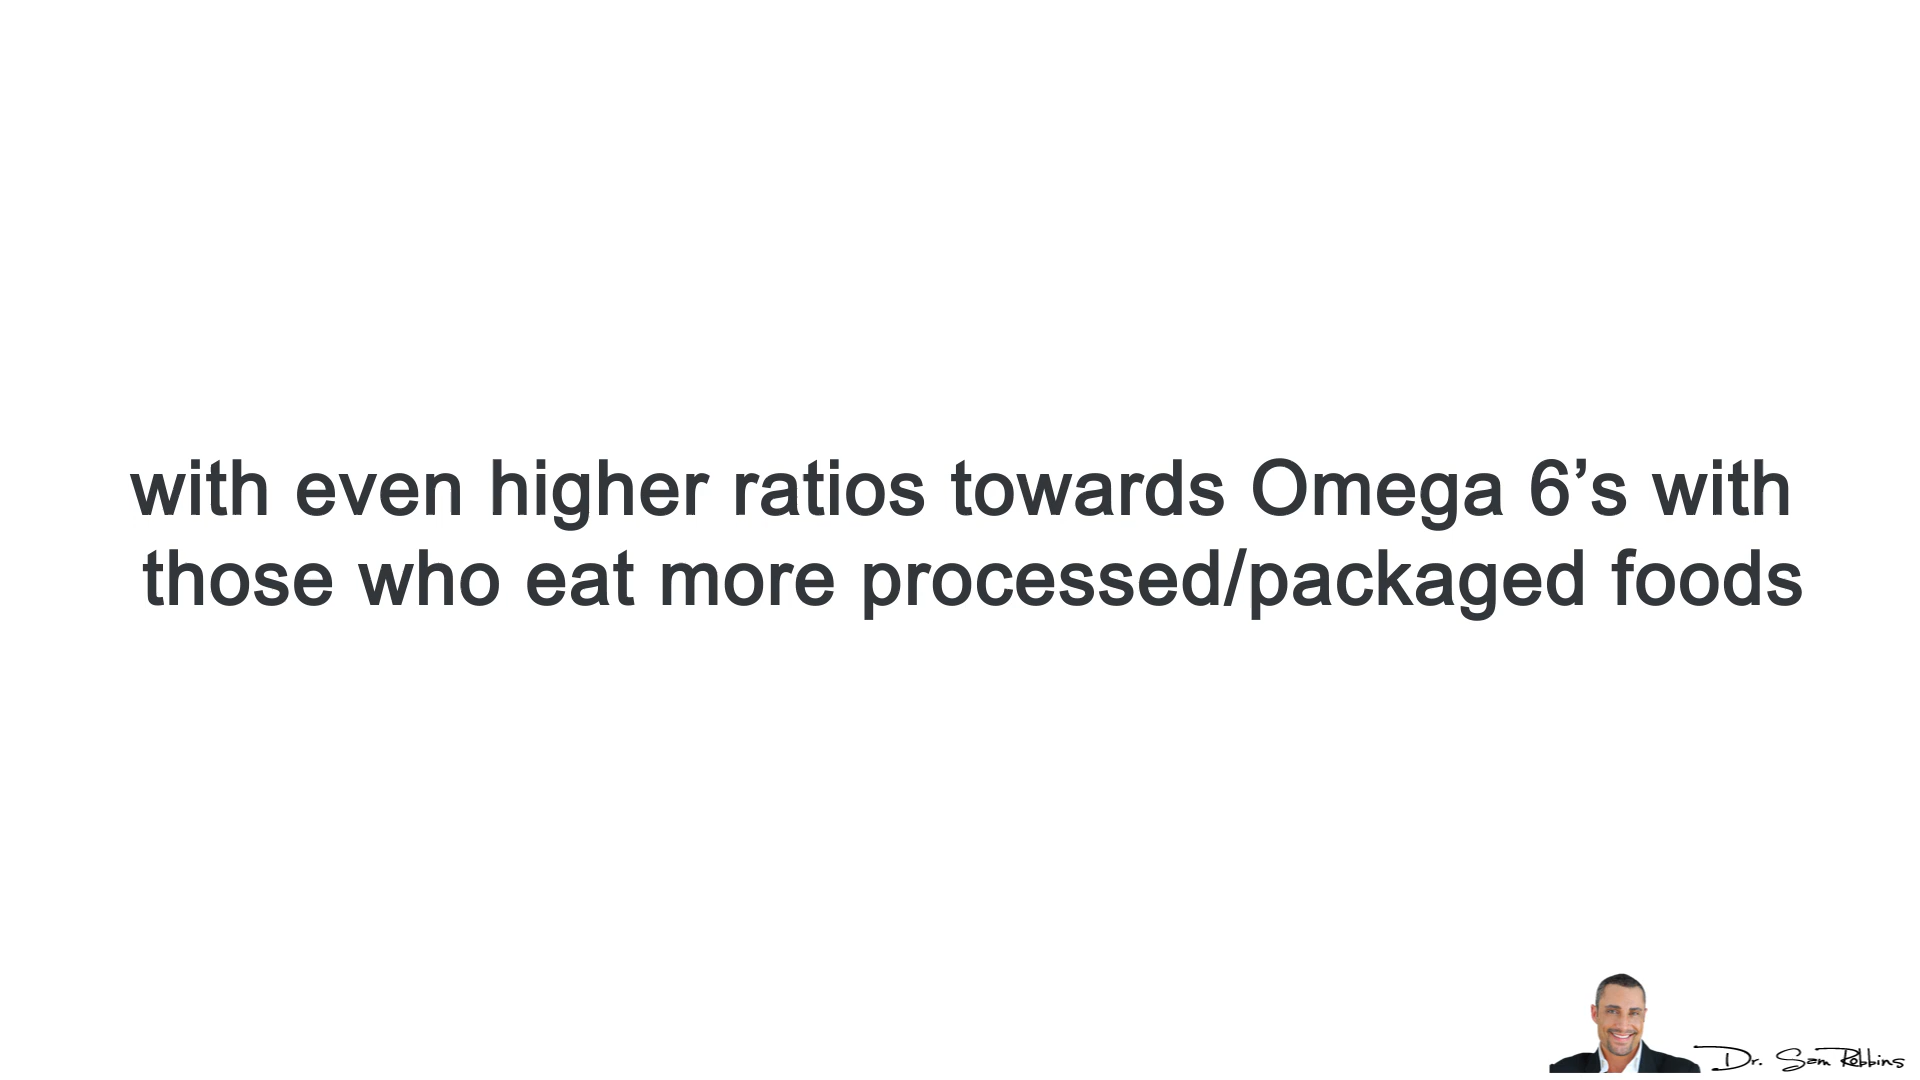 with even higher ratios towards Omega 6’s with
those who eat more processed/packaged foods
Dr. Sam Robbins